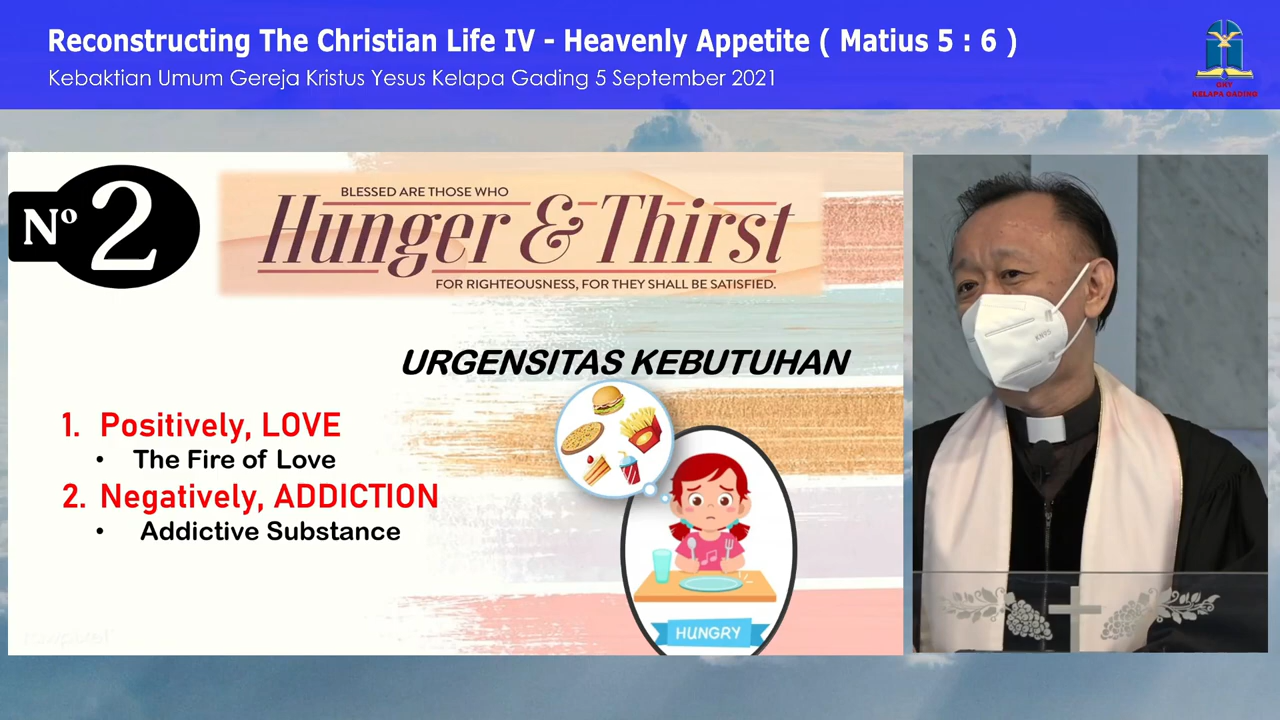 Reconstructing The Christian Life IV - Heavenly Appetite ( Matius 5 : 6 )
Kebaktian Umum Gereja Kristus Yesus Kelapa Gading 5 September 2021
GKY
KELAPA GADING
Nº 2
BLESSED ARE THOSE WHO
Hunger & Thirst
FOR RIGHTEOUSNESS, FOR THEY SHALL BE SATISFIED.
URGENSITAS KEBUTUHAN
1. Positively, LOVE
• The Fire of Love
2. Negatively, ADDICTION
• Addictive Substance
HUNGRY